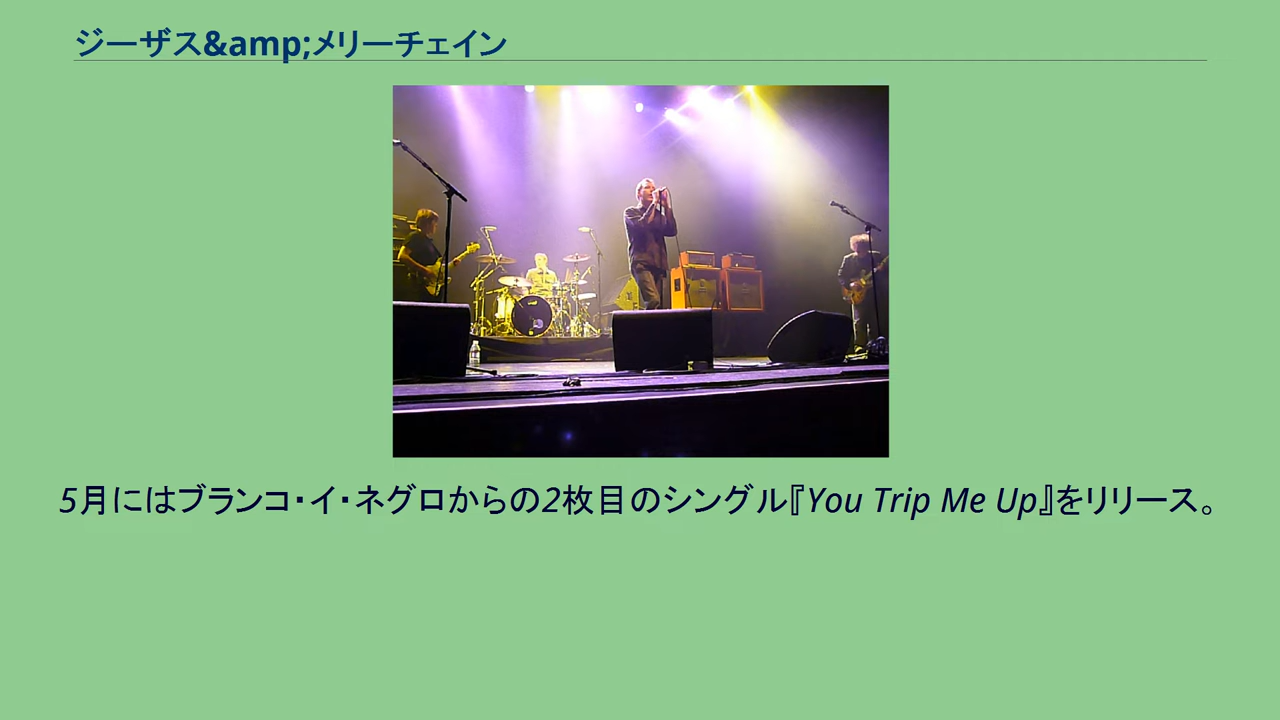 ジーザス&amp;メリーチェイン
5月にはブランコ・イ・ネグロからの2枚目のシングル『You Trip Me Up』をリリース。